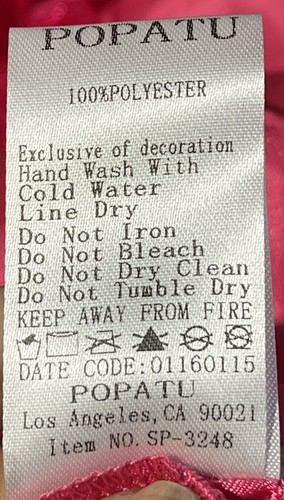 POPATU
100%POLYESTER
Exclusive of decoration
Hand Wash With
Cold Water
Line Dry
Do Not Iron
Do Not Bleach
Do Not Dry Clean
Do Not Tumble Dry
KEEP AWAY FROM FIRE
DATE CODE:01160115
POPATU
Los Angeles,CA 90021
Item NO. SP-3248